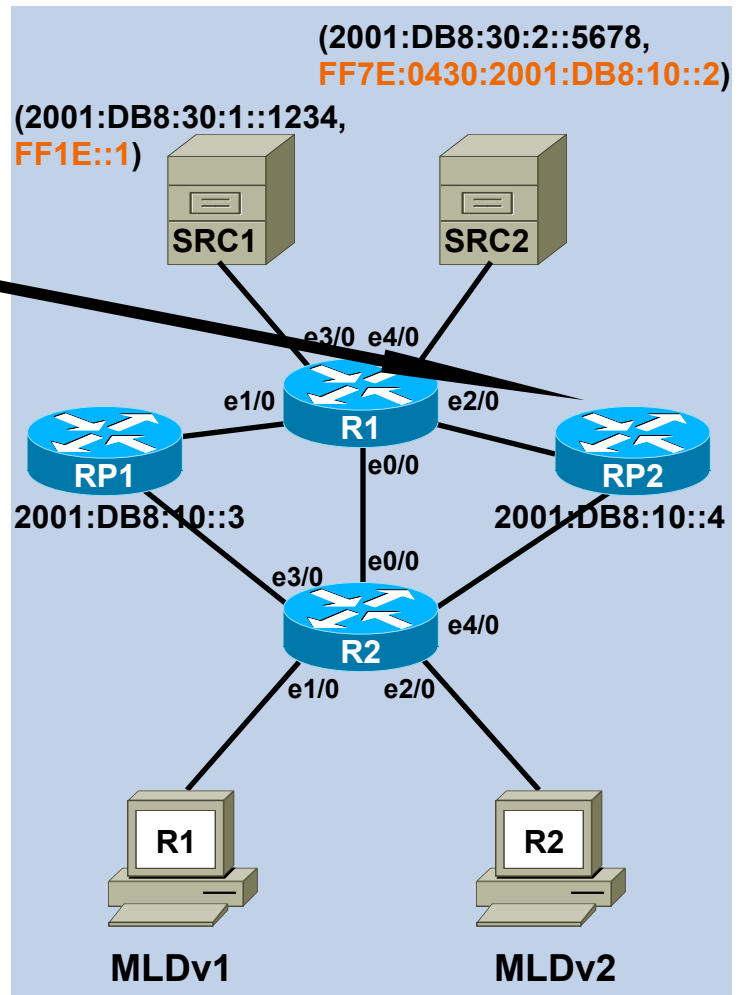 (2001:DB8:30:2::5678,
FF7E:0430:2001:DB8:10::2)
(2001:DB8:30:1::1234,
FF1E::1)
SRC1
SRC2
e3/0 e4/0
e1/0
e2/0
R1
e0/0
RP1
RP2
2001:DB8:10::3
2001:DB8:10::4
e0/0
e3/0
e4/0
R2
e1/0
e2/0
R1
R2
MLDv1
MLDv2